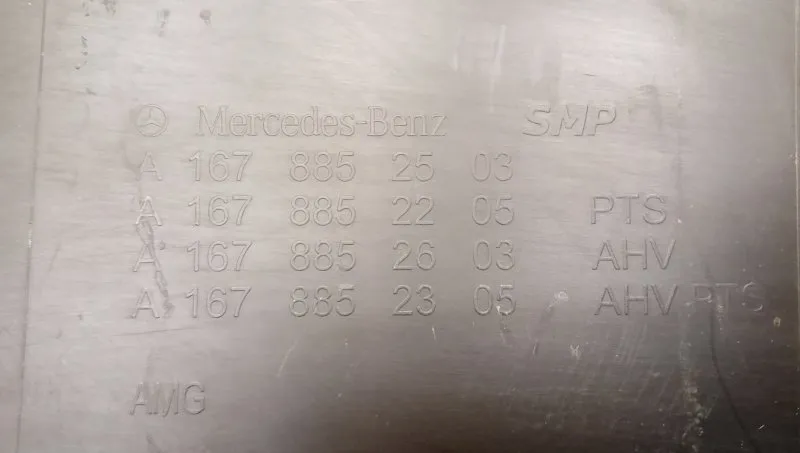 Mercedes-Benz SMP
A 167 885 25 03
A 167 885 22 05 PTS
A 167 885 26 03 AHV
A 167 885 23 05 AHV PTS
AMG